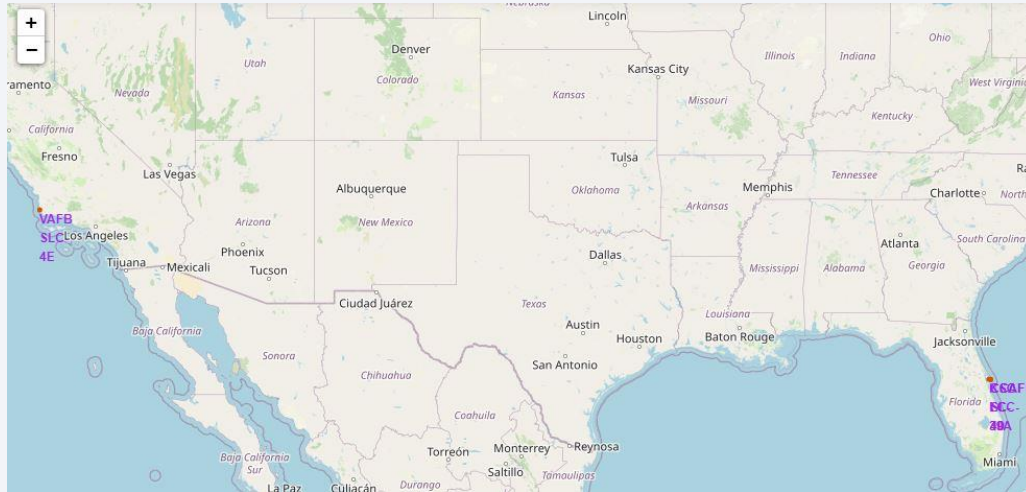 +
−
Nebraska
Lincoln
Ohio
Denver
Utah
Colorado
Illinois
Indiana
Kansas City
ramento
Nevada
Kansas
Missouri
West Virginia
California
Kentucky
Fresno
Las Vegas
Tulsa
Tennessee
Albuquerque
Oklahoma
Memphis
Charlotte
Arizona
New Mexico
Arkansas
VAFB
SLC-
4E
Los Angeles
Phoenix
Atlanta
South Carolina
Tijuana
Mexicali
Tucson
Dallas
Mississippi
Alabama
Georgia
Ciudad Juárez
Texas
Louisiana
Baja California
Austin
Houston
Baton Rouge
Jacksonville
Sonora
San Antonio
Chihuahua
Florida
Coahuila
Reynosa
Torreón
Monterrey
Miami
Baja California
Sur
Saltillo
Tamaulipas
La Paz
Culiacán
Durango